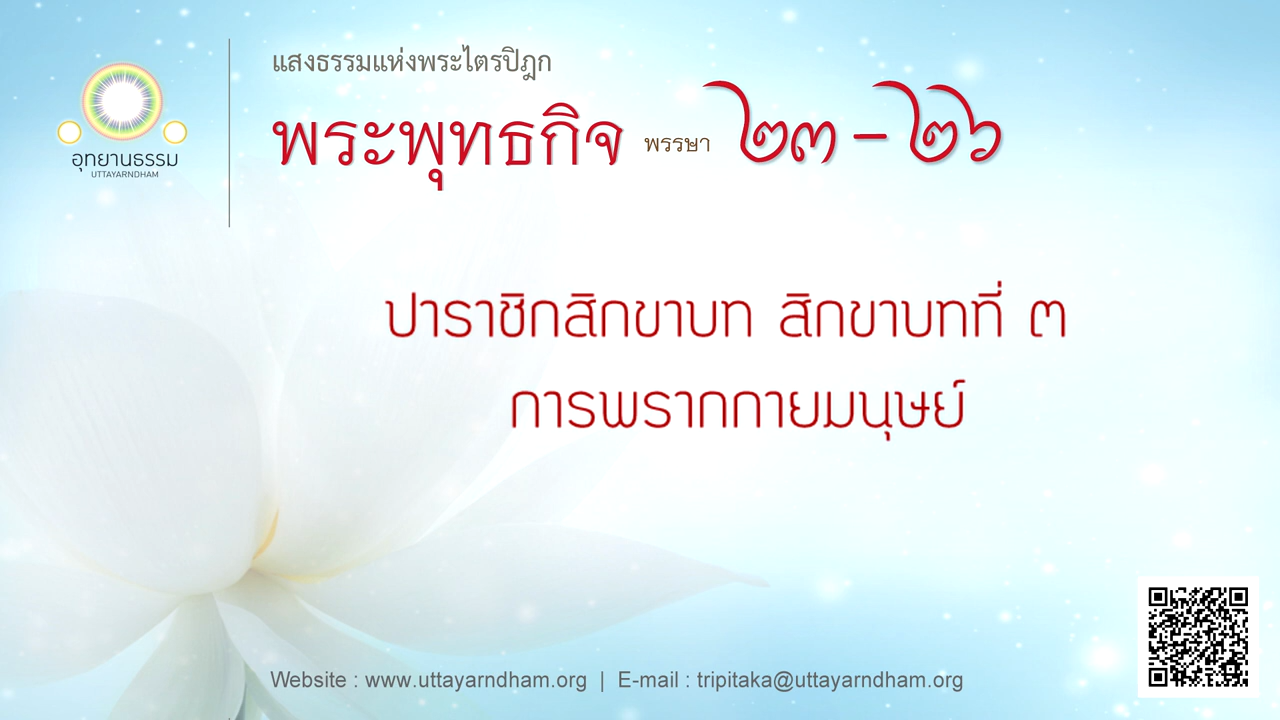 แสงธรรมแห่งพระไตรปิฎก
พระพุทธกิจ พรรษา ๒๓ – ๒๖
อุทยานธรรม
UTTAYARNDHAM
ปาราชิกสิกขาบท สิกขาบทที่ ๓
การพรากกายมนุษย์
Website : www.uttayarndham.org | E-mail : tripitaka@uttayarndham.org